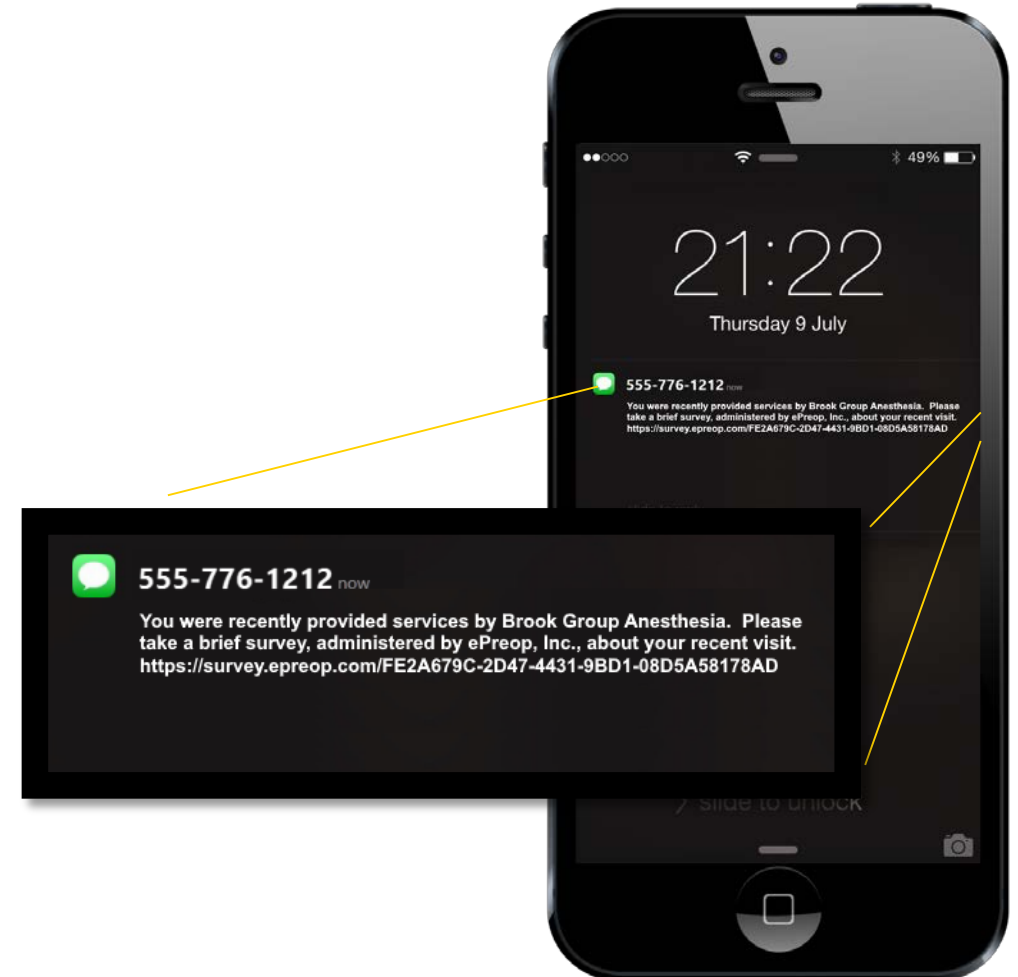 49%
21:22
Thursday 9 July
555-776-1212 now
You were recently provided services by Brook Group Anesthesia. Please
take a brief survey, administered by ePreop, Inc., about your recent visit.
https://survey.epreop.com/FE2A679C-2D47-4431-9BD1-08D5A58178AD
555-776-1212 now
You were recently provided services by Brook Group Anesthesia. Please
take a brief survey, administered by ePreop, Inc., about your recent visit.
https://survey.epreop.com/FE2A679C-2D47-4431-9BD1-08D5A58178AD
slide to unlock